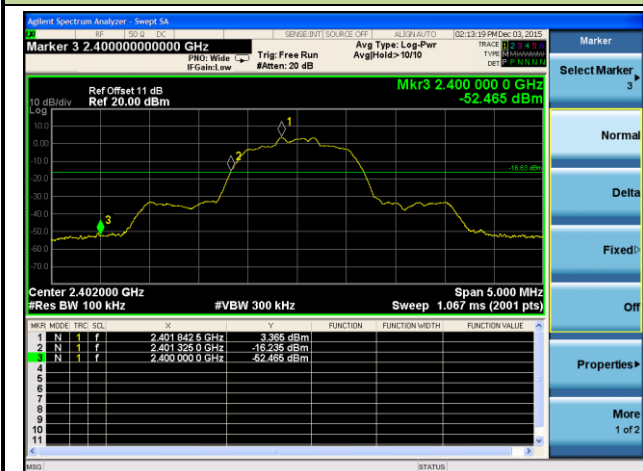 Agilent Spectrum Analyzer - Swept SA
RF 50 Ω DC SENSE:INT SOURCE OFF ALIGN AUTO 02:13:19 PM Dec 03, 2015
Marker 3 2.400000000000 GHz
PNO: Wide
IFGain:Low
Trig: Free Run
#Atten: 20 dB
Avg Type: Log-Pwr
Avg|Hold:>10/10
TRACE 1 2 3 4 5 6
TYPE M
DET P P N N N N
Marker
Select Marker
3
Normal
Delta
Fixed
Off
Properties
More
1 of 2
Ref Offset 11 dB
10 dB/div Ref 20.00 dBm
Log
Mkr3 2.400 000 0 GHz
-52.465 dBm
10.0
0.00
-10.0
-20.0
-30.0
-40.0
-50.0
-60.0
-70.0
1
2
3
-16.63 dBm
Center 2.402000 GHz
Span 5.000 MHz
#Res BW 100 kHz #VBW 300 kHz Sweep 1.067 ms (2001 pts)
MKR MODE TRC SCL X Y FUNCTION FUNCTION WIDTH FUNCTION VALUE
1 N 1 f 2.401 842 5 GHz 3.365 dBm
2 N 1 f 2.401 325 0 GHz -16.235 dBm
3 N 1 f 2.400 000 0 GHz -52.465 dBm
4
5
6
7
8
9
10
11
MSG STATUS